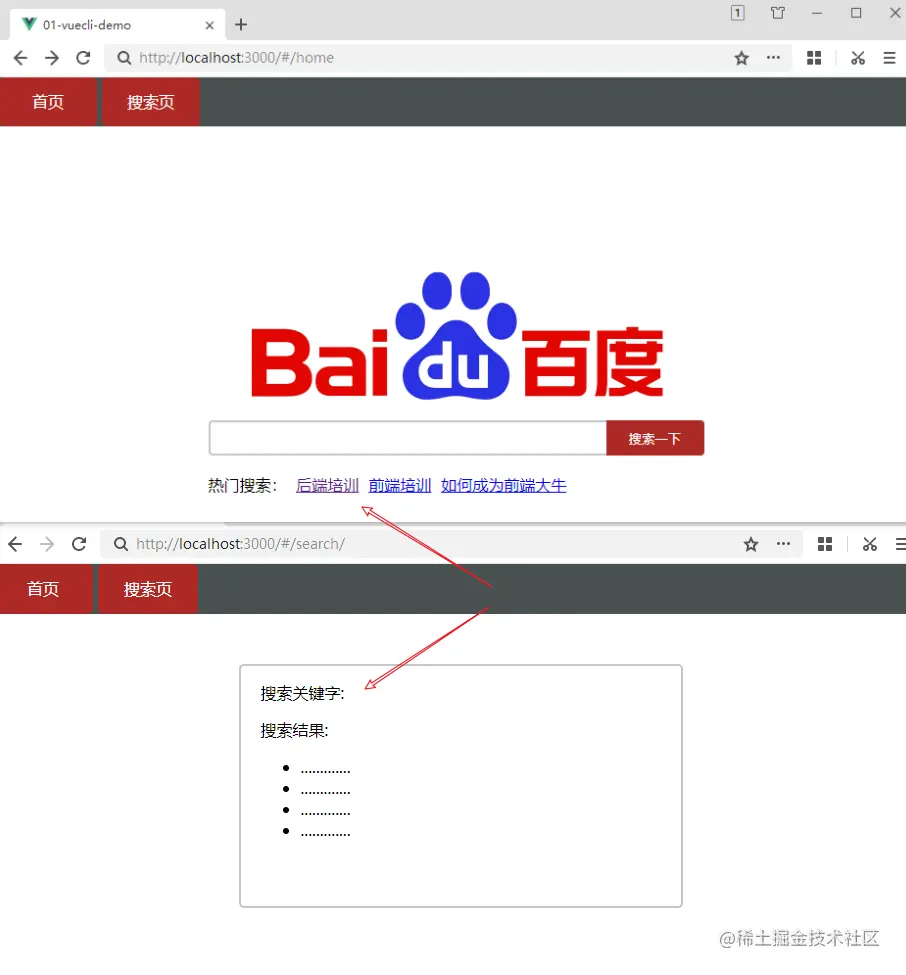 01-vuecli-demo
1
http://localhost:3000/#/home
首页 搜索页
Bai du 百度
搜索一下
热门搜索： 后端培训 前端培训 如何成为前端大牛
http://localhost:3000/#/search/
首页 搜索页
搜索关键字:
搜索结果:
.............
.............
.............
.............
@稀土掘金技术社区